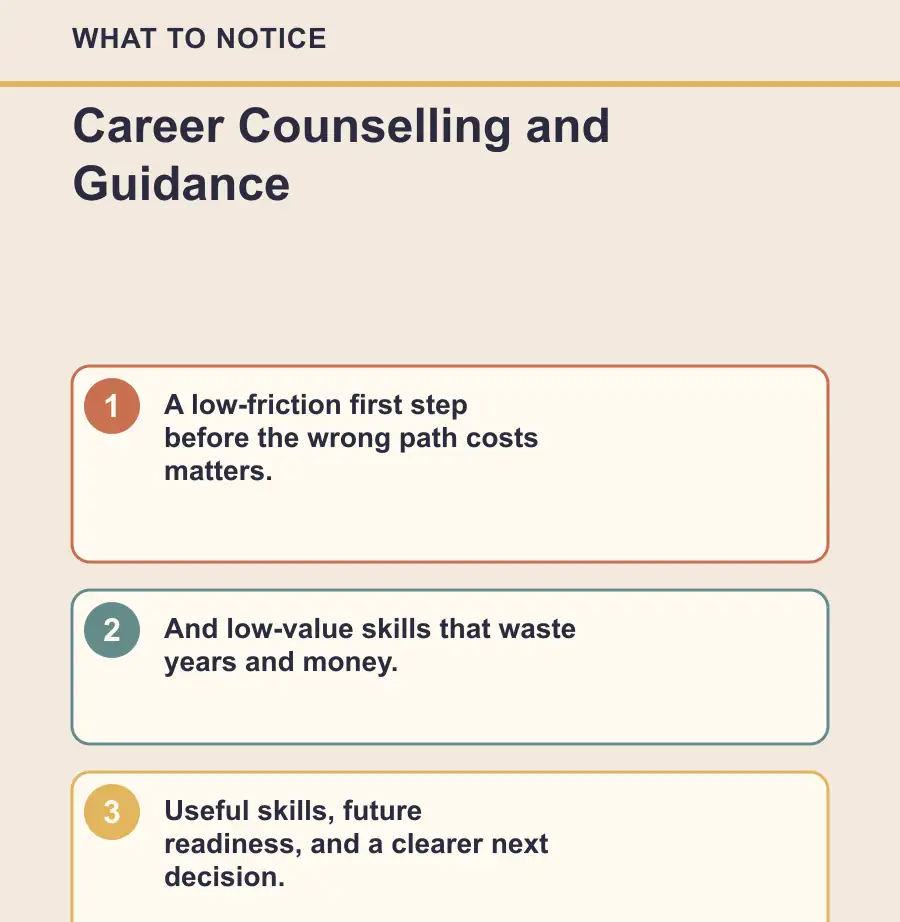 WHAT TO NOTICE
Career Counselling and
Guidance
1
A low-friction first step
before the wrong path costs
matters.
2
And low-value skills that waste
years and money.
3
Useful skills, future
readiness, and a clearer next
decision.